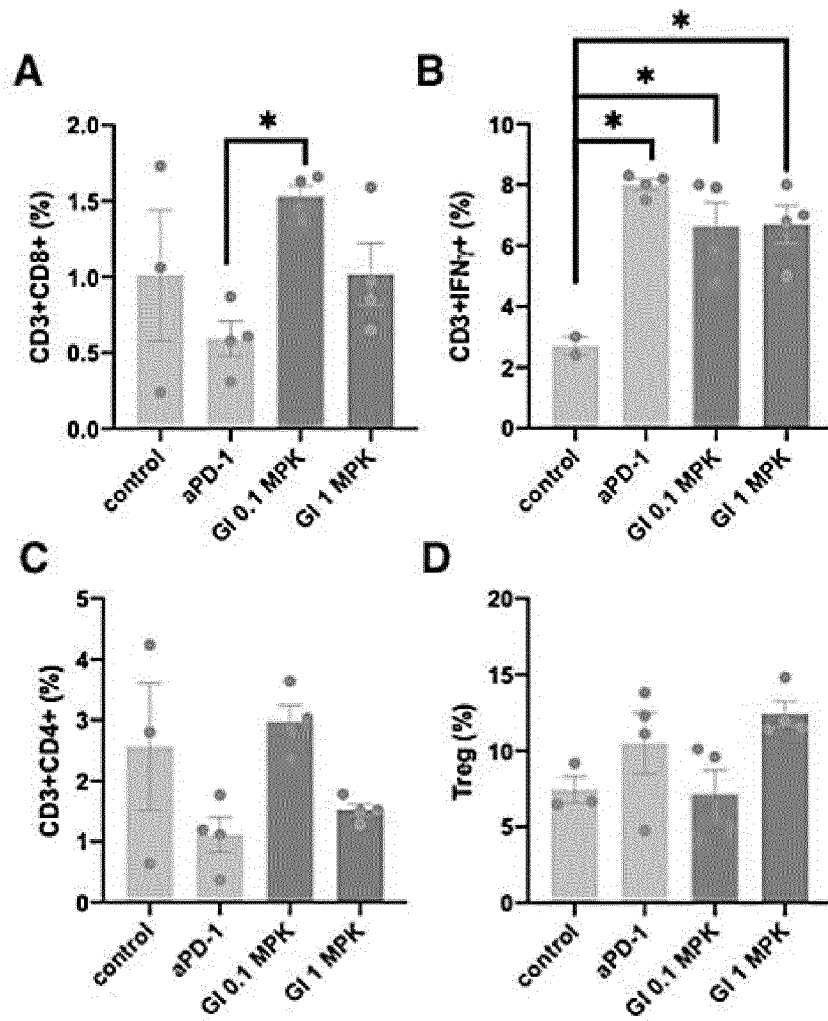 A
*
CD3+CD8+ (%)
2.0
1.5
1.0
0.5
0.0
control
aPD-1
GI 0.1 MPK
GI 1 MPK
B
*
*
*
CD3+IFNγ+ (%)
10
8
6
4
2
0
control
aPD-1
GI 0.1 MPK
GI 1 MPK
C
CD3+CD4+ (%)
5
4
3
2
1
0
control
aPD-1
GI 0.1 MPK
GI 1 MPK
D
Treg (%)
20
15
10
5
0
control
aPD-1
GI 0.1 MPK
GI 1 MPK